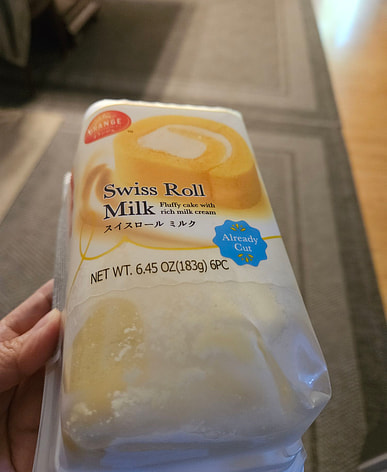 ORANGE
Swiss Roll
Milk
Fluffy cake with
rich milk cream
スイスロール ミルク
Already
Cut
NET WT. 6.45 OZ(183g) 6PC